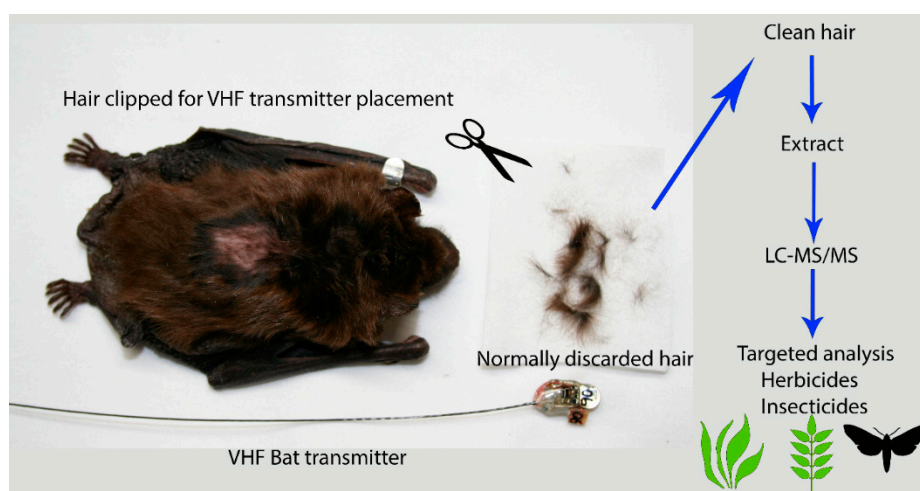 Hair clipped for VHF transmitter placement
Normally discarded hair
VHF Bat transmitter
Clean hair
Extract
LC-MS/MS
Targeted analysis
Herbicides
Insecticides